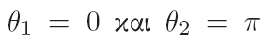 θ₁ = 0 και θ₂ = π